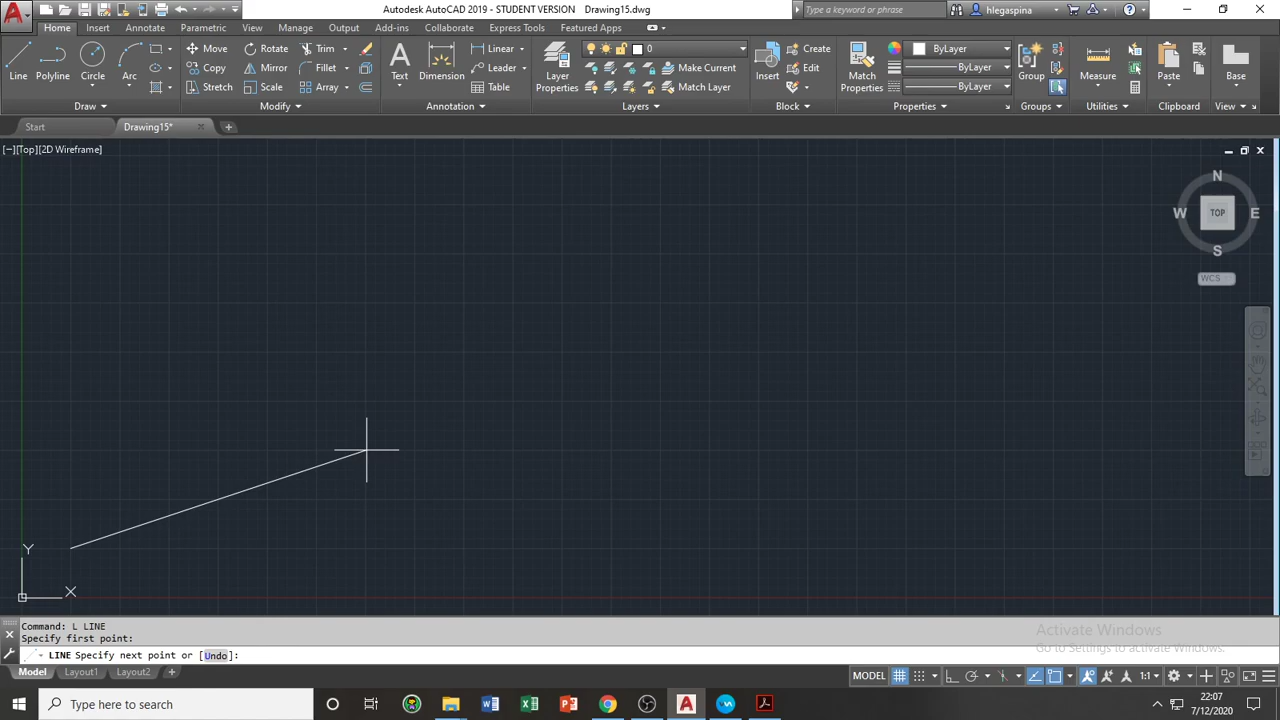 Autodesk AutoCAD 2019 - STUDENT VERSION Drawing15.dwg
Type a keyword or phrase
hlegaspina
Home Insert Annotate Parametric View Manage Output Add-ins Collaborate Express Tools Featured Apps
Line
Polyline
Circle
Arc
Draw
Move Rotate Trim
Copy Mirror Fillet
Stretch Scale Array
Modify
Text
Dimension
Linear
Leader
Table
Annotation
Layer
Properties
0
Make Current
Match Layer
Layers
Insert
Create
Edit
Block
Match
Properties
ByLayer
ByLayer
ByLayer
Properties
Group
Groups
Measure
Utilities
Paste
Clipboard
Base
View
Start Drawing15*
[−][Top][2D Wireframe]
N
W TOP E
S
WCS
Y
X
Command: L LINE
Specify first point:
LINE Specify next point or [Undo]:
Activate Windows
Go to Settings to activate Windows.
Model Layout1 Layout2
MODEL 1:1
Type here to search
22:07
7/12/2020